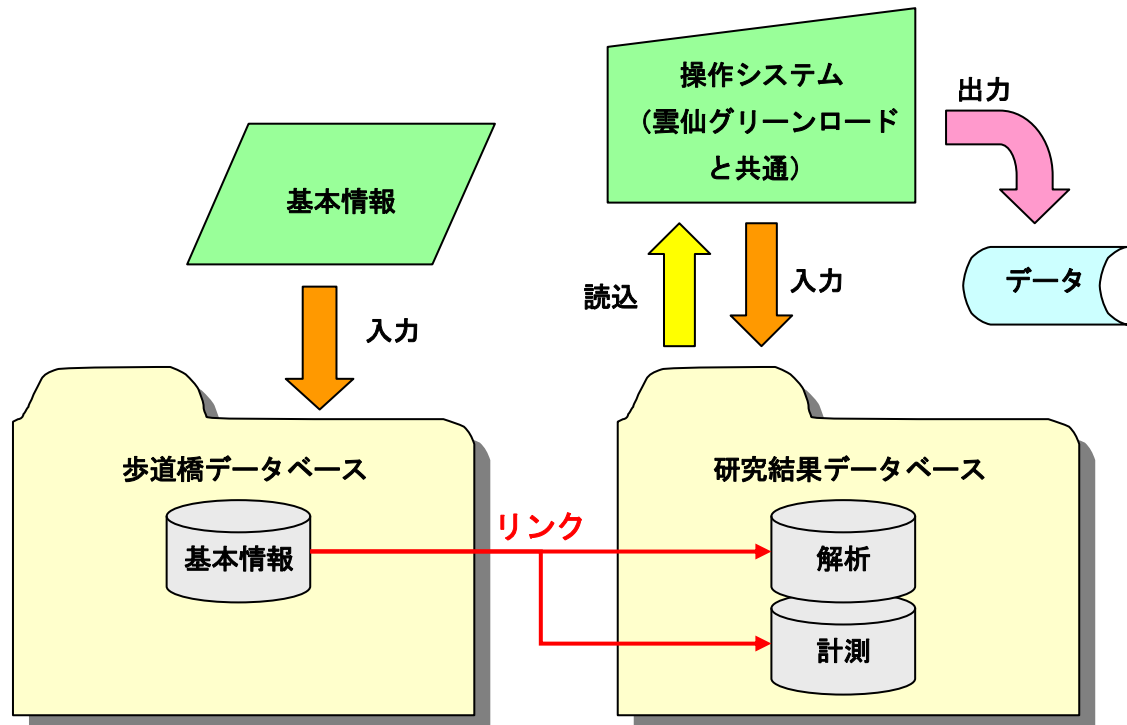 操作システム
（雲仙グリーンロード
と共通）
出力
基本情報
データ
読込
入力
入力
歩道橋データベース
研究結果データベース
リンク
基本情報
解析
計測